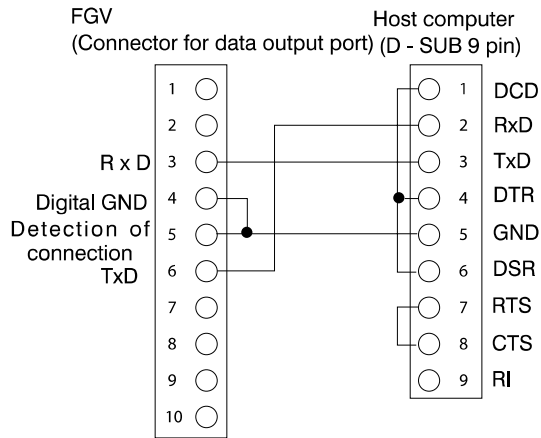 FGV
(Connector for data output port)
Host computer
(D - SUB 9 pin)
1
2
R x D 3
Digital GND 4
Detection of
connection
5
TxD 6
7
8
9
10
1 DCD
2 RxD
3 TxD
4 DTR
5 GND
6 DSR
7 RTS
8 CTS
9 RI